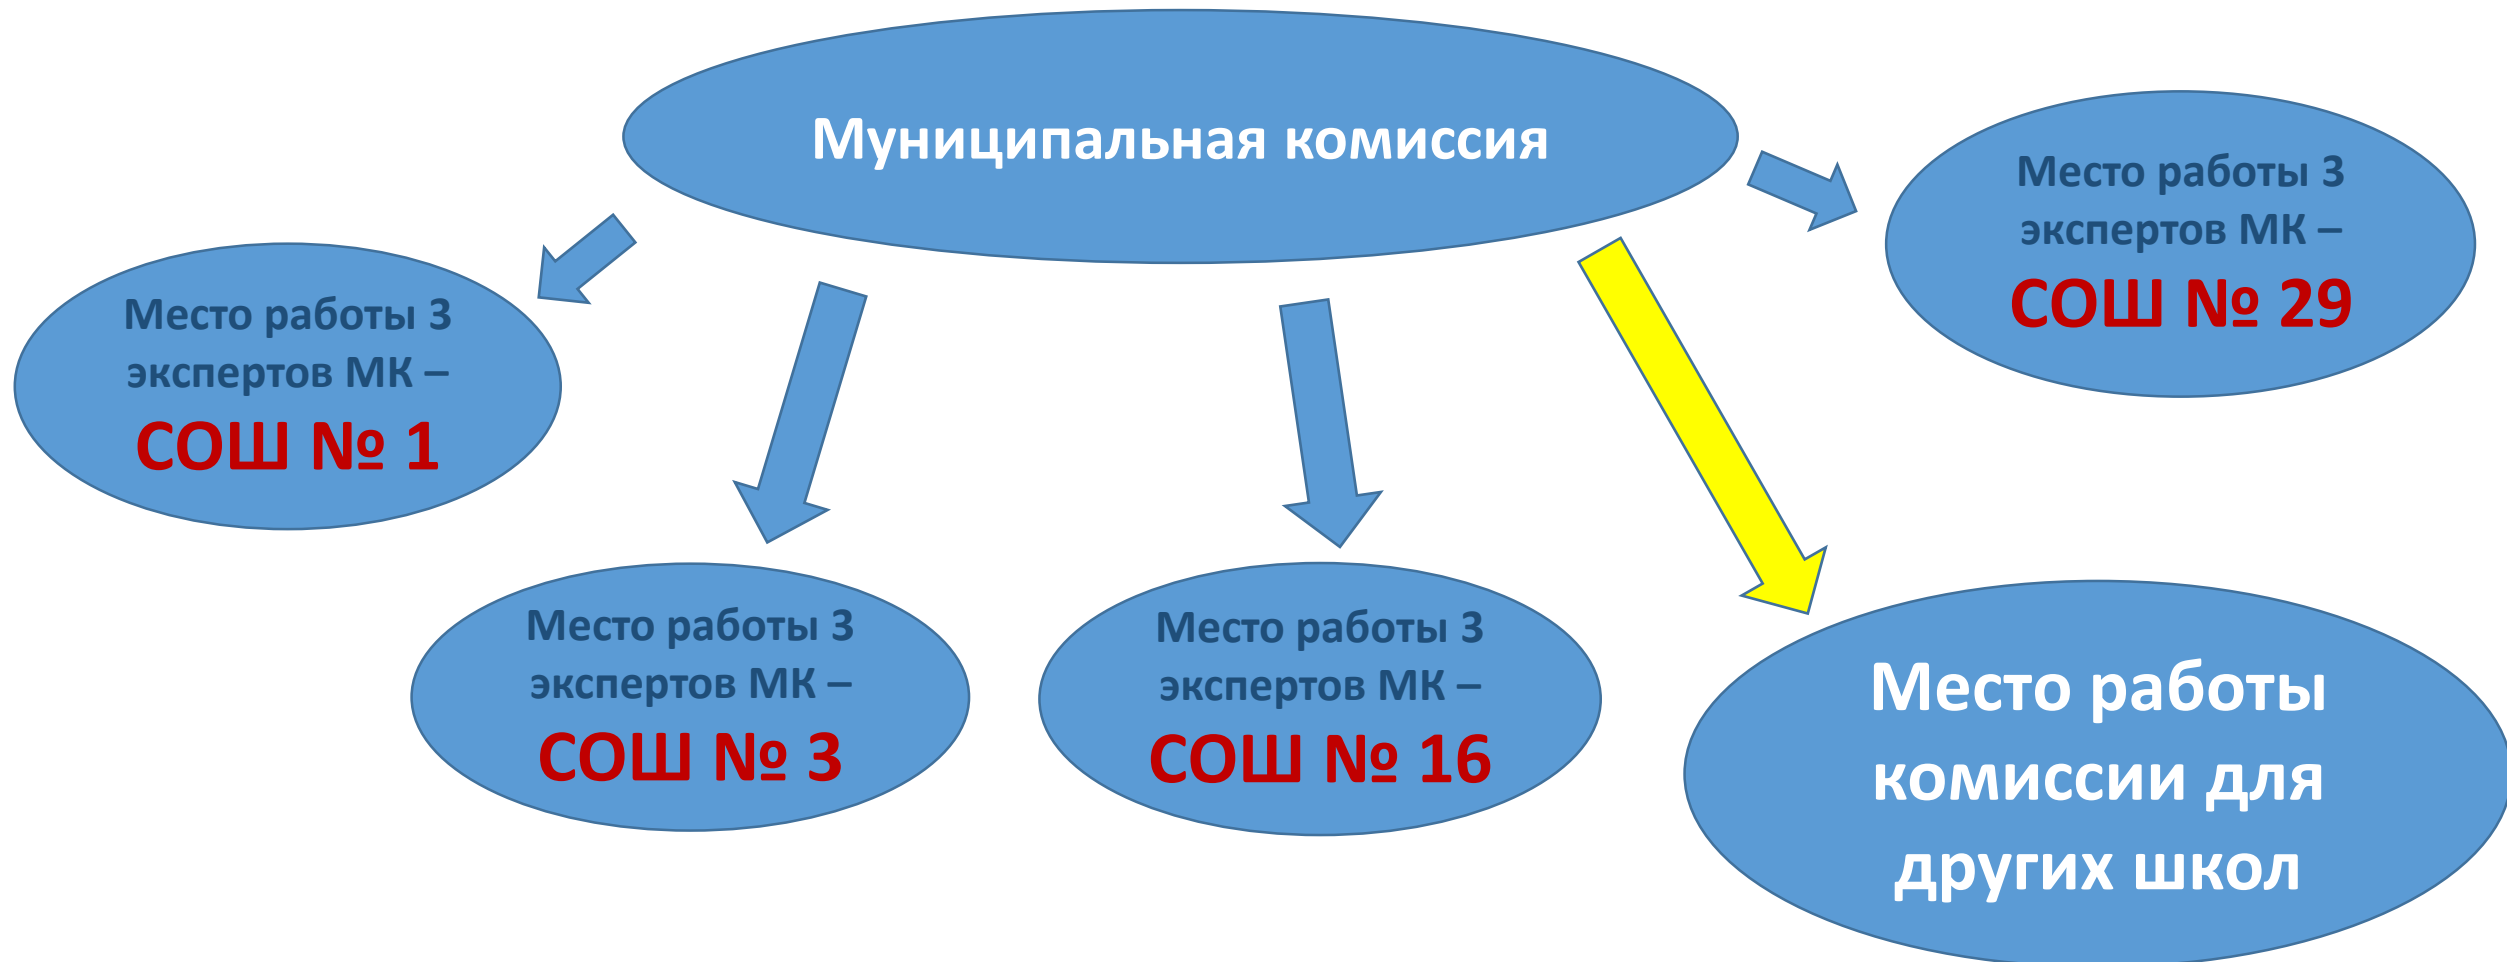 Муниципальная комиссия
Место работы 3
экспертов МК –
СОШ № 29
Место работы 3
экспертов МК –
СОШ № 1
Место работы 3
экспертов МК –
СОШ № 3
Место работы 3
экспертов МК –
СОШ № 16
Место работы
комиссии для
других школ